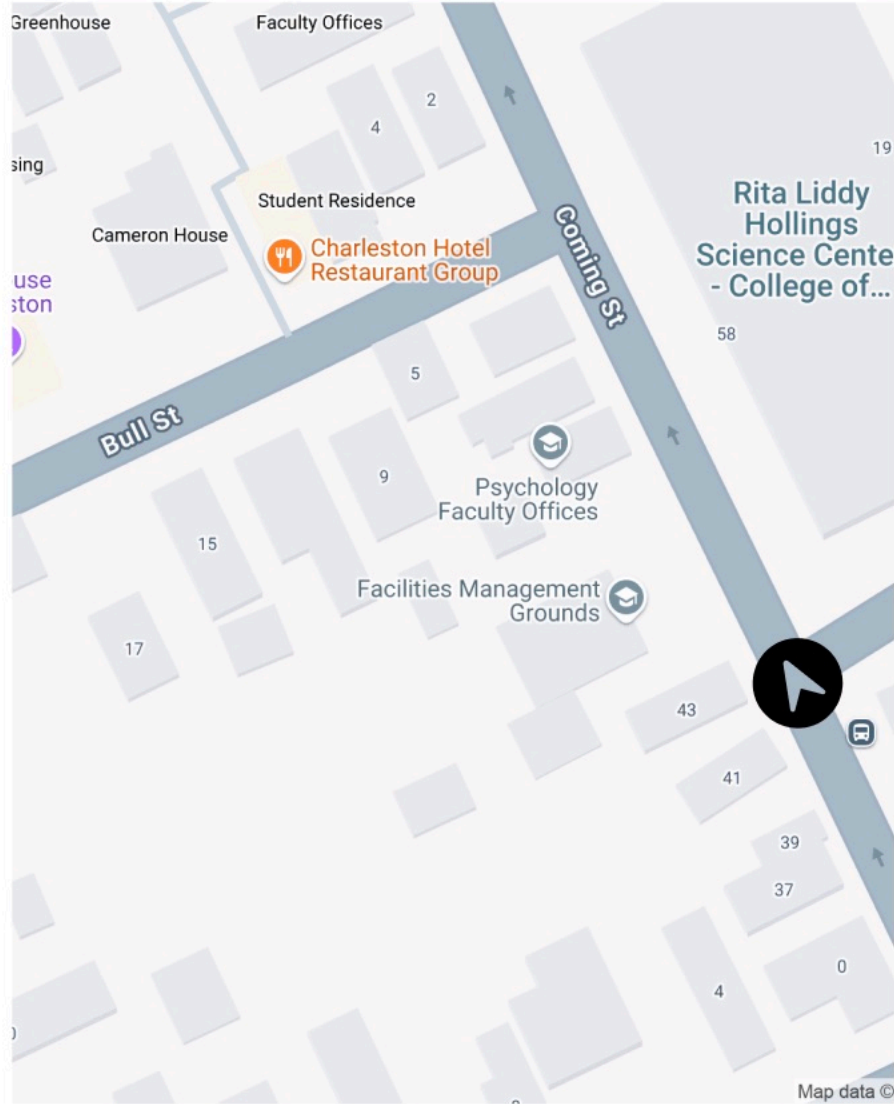 Greenhouse
Faculty Offices
2
4
19
sing
Rita Liddy
Hollings
Science Cente
- College of...
Student Residence
Cameron House
Charleston Hotel
Restaurant Group
Coming St
use
ston
58
5
Bull St
9
Psychology
Faculty Offices
15
Facilities Management
Grounds
17
43
41
39
37
0
4
Map data ©